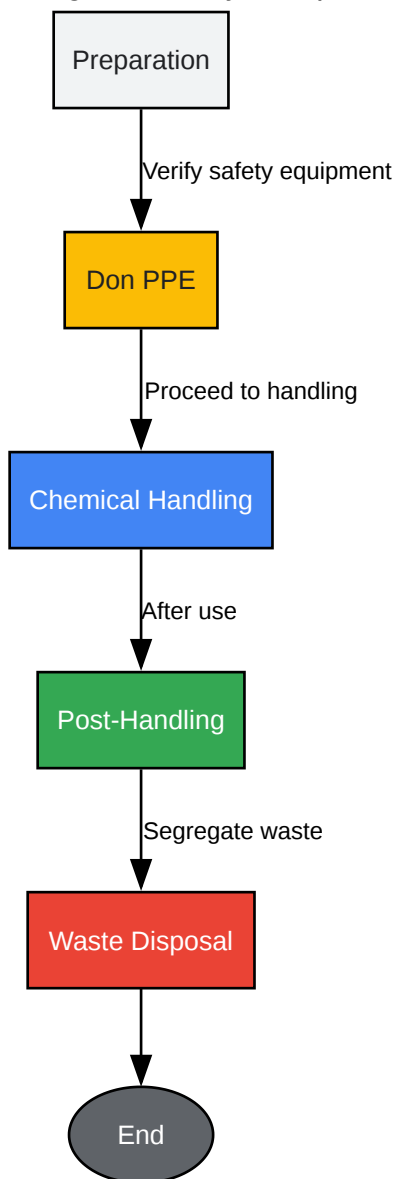 Preparation
Verify safety equipment
Don PPE
Proceed to handling
Chemical Handling
After use
Post-Handling
Segregate waste
Waste Disposal
End